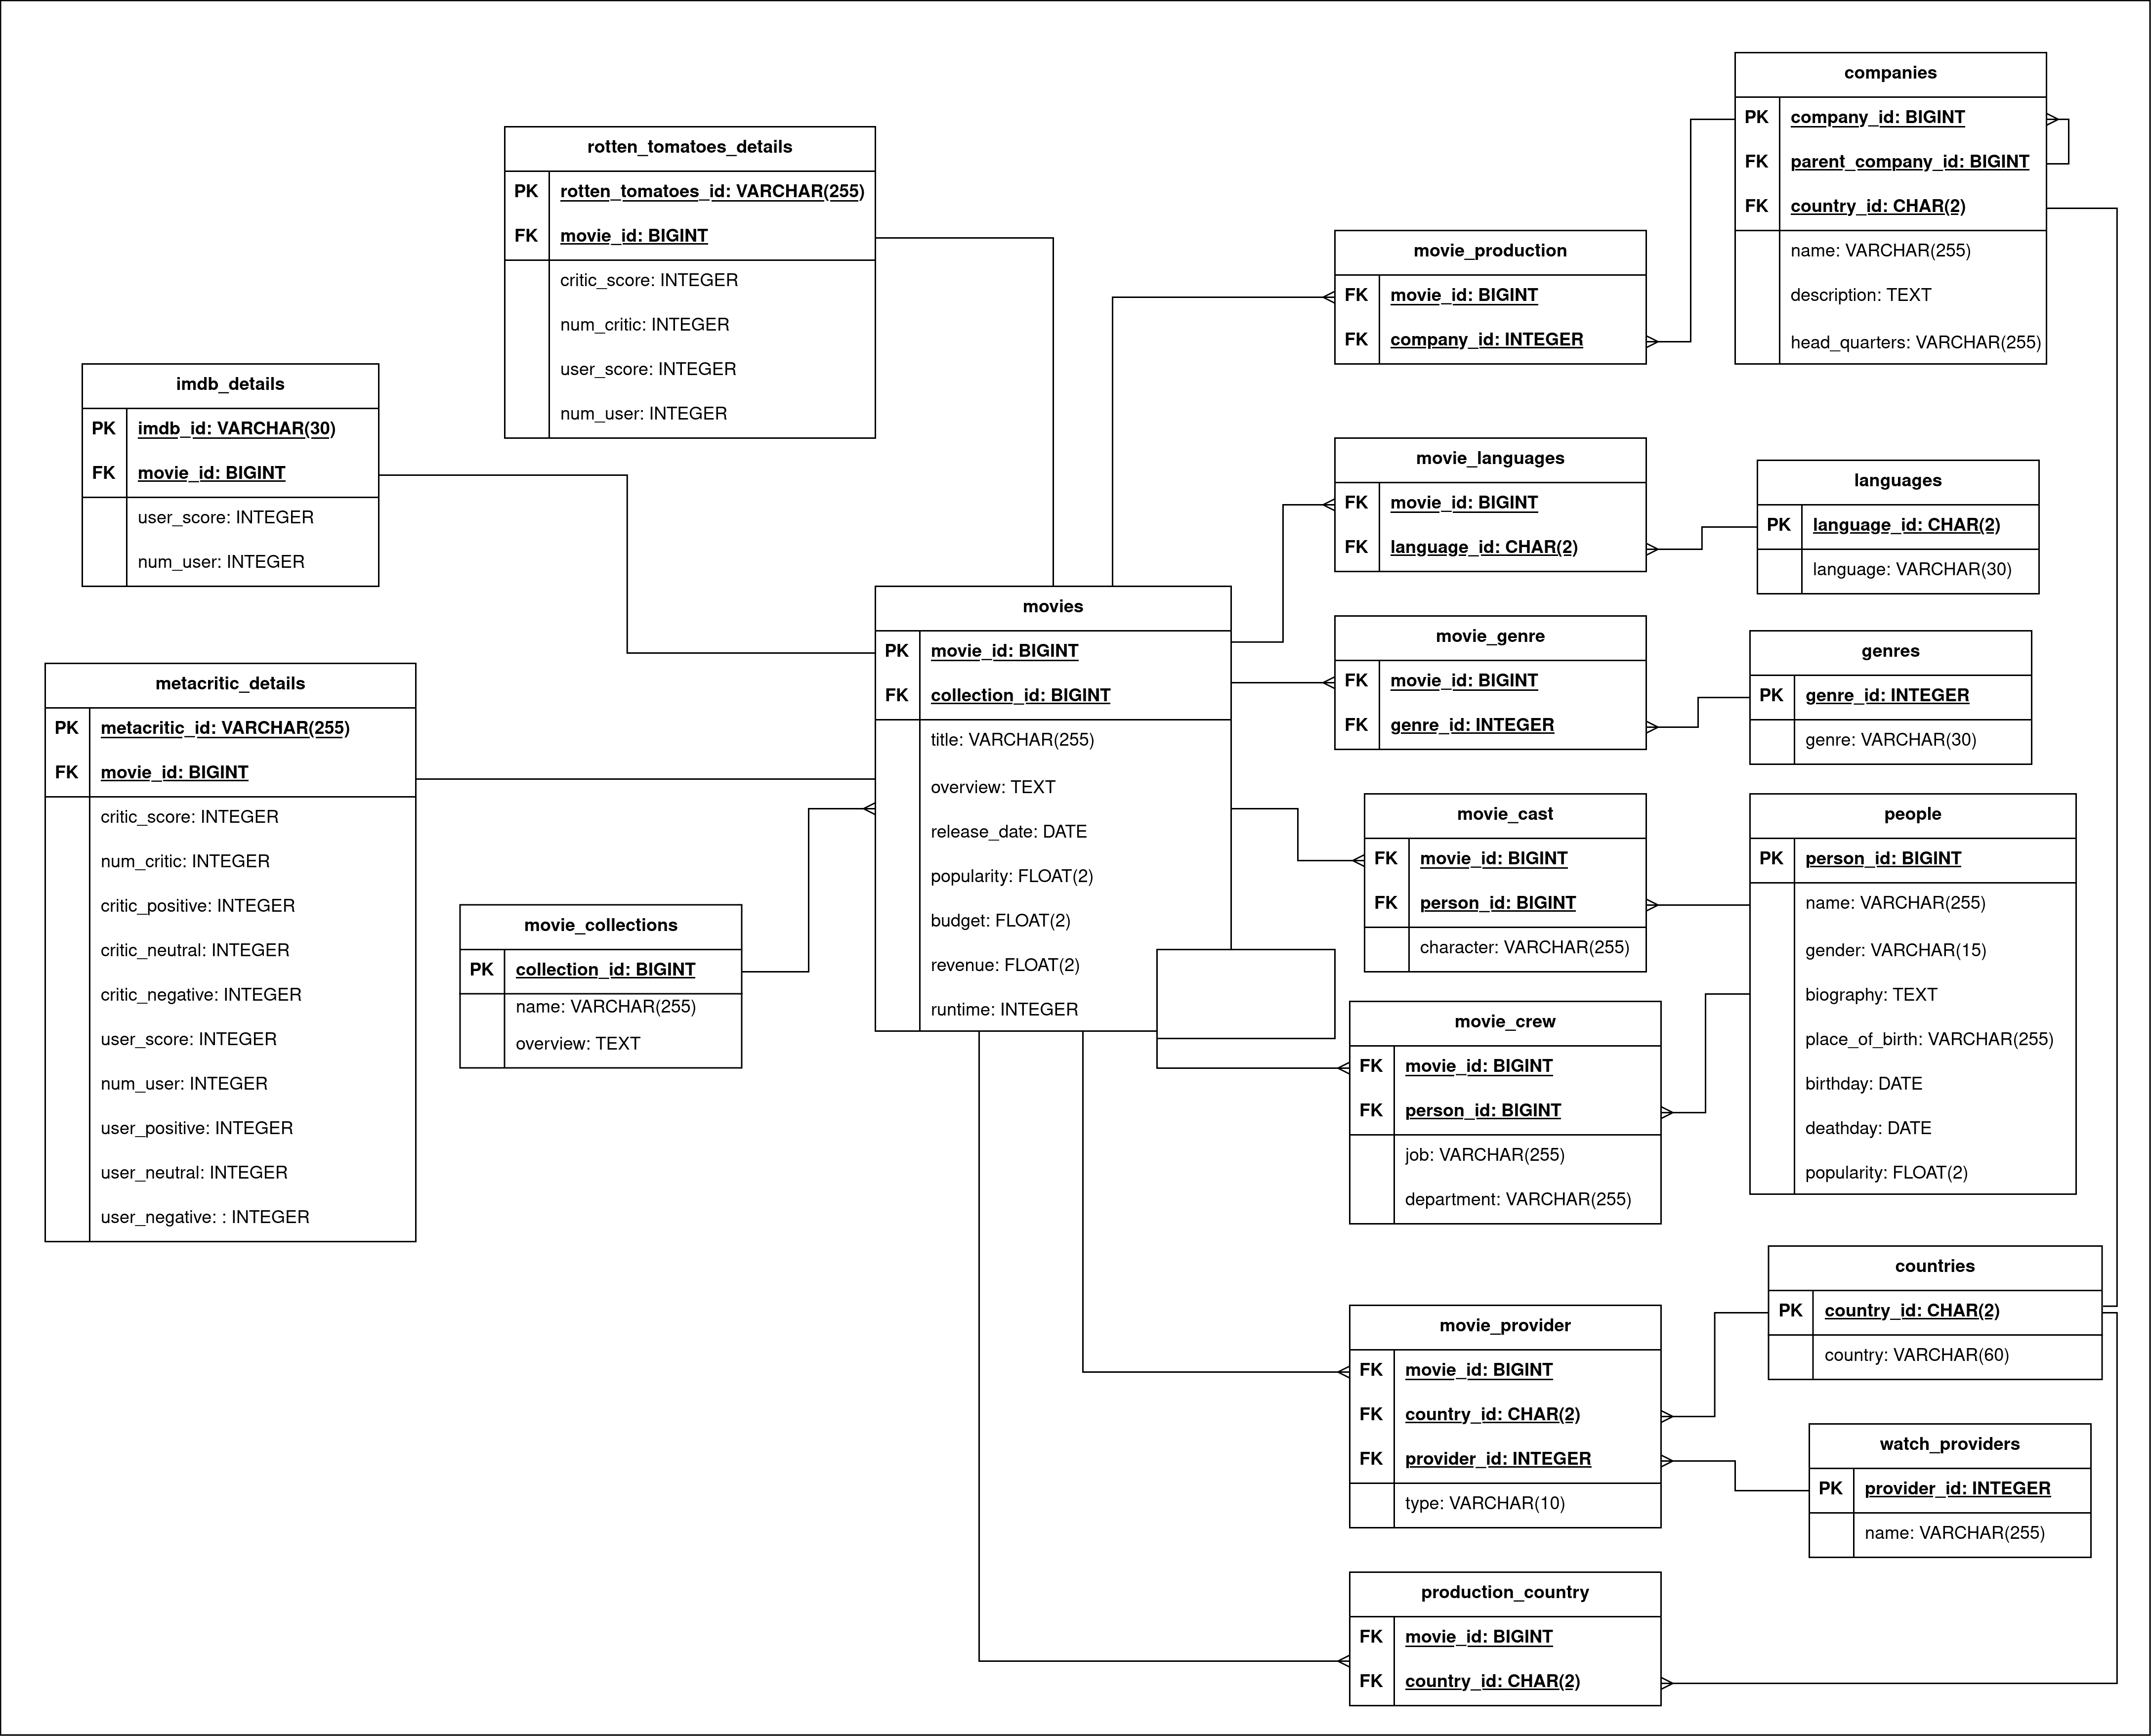 companies
PK company_id: BIGINT
FK parent_company_id: BIGINT
FK country_id: CHAR(2)
name: VARCHAR(255)
description: TEXT
head_quarters: VARCHAR(255)
rotten_tomatoes_details
PK rotten_tomatoes_id: VARCHAR(255)
FK movie_id: BIGINT
critic_score: INTEGER
num_critic: INTEGER
user_score: INTEGER
num_user: INTEGER
movie_production
FK movie_id: BIGINT
FK company_id: INTEGER
imdb_details
PK imdb_id: VARCHAR(30)
FK movie_id: BIGINT
user_score: INTEGER
num_user: INTEGER
movie_languages
FK movie_id: BIGINT
FK language_id: CHAR(2)
languages
PK language_id: CHAR(2)
language: VARCHAR(30)
movies
PK movie_id: BIGINT
FK collection_id: BIGINT
title: VARCHAR(255)
overview: TEXT
release_date: DATE
popularity: FLOAT(2)
budget: FLOAT(2)
revenue: FLOAT(2)
runtime: INTEGER
movie_genre
FK movie_id: BIGINT
FK genre_id: INTEGER
genres
PK genre_id: INTEGER
genre: VARCHAR(30)
metacritic_details
PK metacritic_id: VARCHAR(255)
FK movie_id: BIGINT
critic_score: INTEGER
num_critic: INTEGER
critic_positive: INTEGER
critic_neutral: INTEGER
critic_negative: INTEGER
user_score: INTEGER
num_user: INTEGER
user_positive: INTEGER
user_neutral: INTEGER
user_negative: : INTEGER
movie_collections
PK collection_id: BIGINT
name: VARCHAR(255)
overview: TEXT
movie_cast
FK movie_id: BIGINT
FK person_id: BIGINT
character: VARCHAR(255)
people
PK person_id: BIGINT
name: VARCHAR(255)
gender: VARCHAR(15)
biography: TEXT
place_of_birth: VARCHAR(255)
birthday: DATE
deathday: DATE
popularity: FLOAT(2)
movie_crew
FK movie_id: BIGINT
FK person_id: BIGINT
job: VARCHAR(255)
department: VARCHAR(255)
countries
PK country_id: CHAR(2)
country: VARCHAR(60)
movie_provider
FK movie_id: BIGINT
FK country_id: CHAR(2)
FK provider_id: INTEGER
type: VARCHAR(10)
watch_providers
PK provider_id: INTEGER
name: VARCHAR(255)
production_country
FK movie_id: BIGINT
FK country_id: CHAR(2)